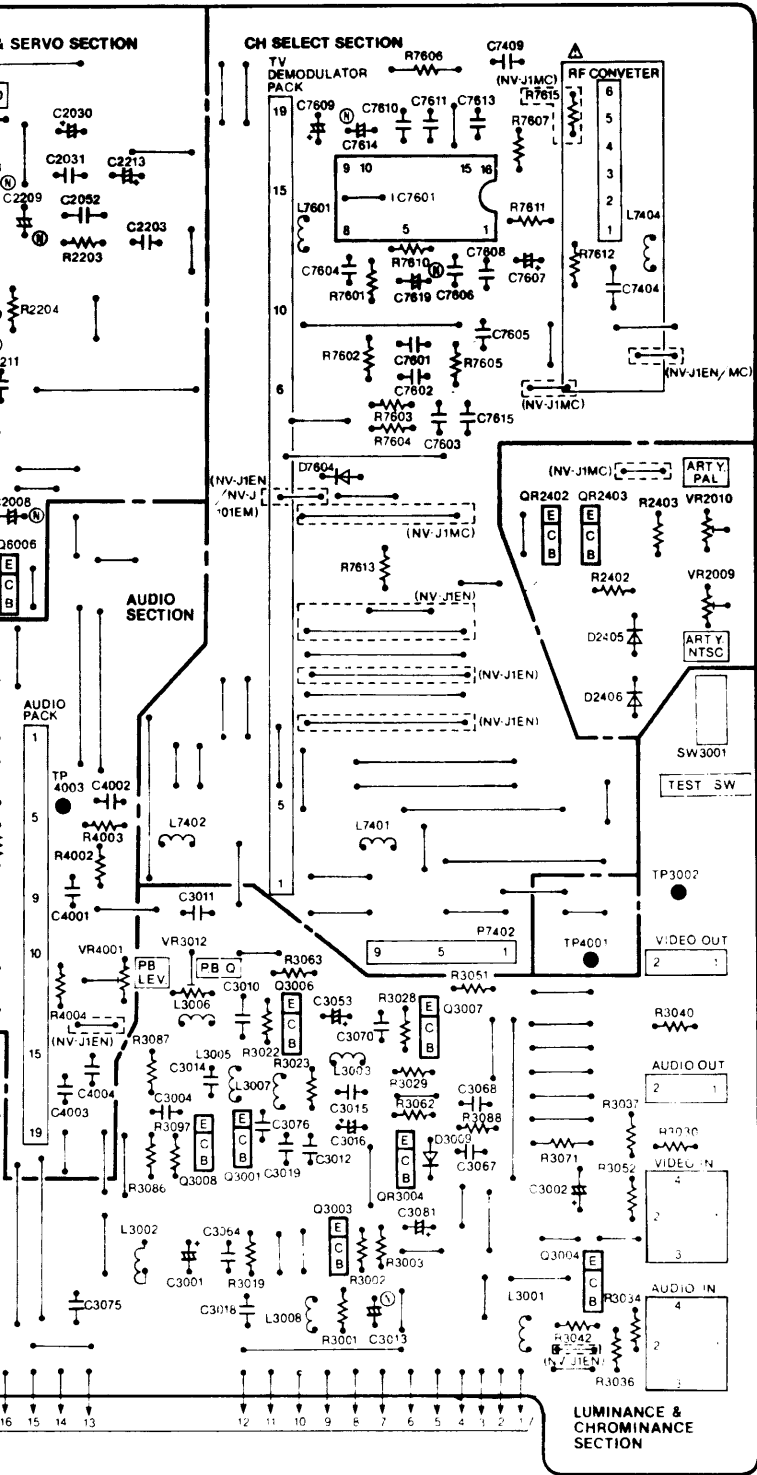 & SERVO SECTION
CH SELECT SECTION
TV
DEMODULATOR
PACK
R7606
C7409
(NV-J1MC)
R7615
RF CONVETER
C2030
C2031
C2213
C2209
C2052
C2203
R2203
R2204
211
C7609
C7610
C7611
C7613
C7614
R7607
19
15
10
6
5
1
9 10 15 16
IC7601
8 5 1
L7601
R7611
L7404
6
5
4
3
2
1
R7610
C7608
R7612
C7604
R7601
C7619
C7606
C7607
C7404
C7605
R7602
C7601
C7602
R7605
(NV-J1EN/MC)
(NV-J1MC)
R7603
R7604
C7603
C7615
D7604
(NV-J1EN
/NV-J
101EM)
(NV-J1MC)
(NV-J1MC)
ART Y.
PAL
C2008
Q6006
E
C
B
QR2402
E
C
B
QR2403
E
C
B
R2403
VR2010
R7613
(NV-J1EN)
R2402
VR2009
AUDIO
SECTION
D2405
ART Y.
NTSC
(NV-J1EN)
D2406
(NV-J1EN)
AUDIO
PACK
1
5
9
10
15
19
SW3001
TEST SW
TP
4003
C4002
R4003
R4002
C4001
L7402
L7401
C3011
TP3002
P7402
9 5 1
TP4001
VIDEO OUT
2 1
VR4001
PB
LEV.
VR3012
PB Q
R3063
R3051
R4004
(NV-J1EN)
L3006
C3010
Q3006
E
C
B
C3053
R3028
Q3007
E
C
B
R3040
R3087
R3022
C3070
AUDIO OUT
2 1
C3014
L3005
L3007
R3023
L3003
R3029
C4004
C4003
C3004
C3015
R3062
C3068
R3088
R3037
R3097
E
C
B
Q3008
E
C
B
Q3001
C3076
C3019
C3016
C3012
E
C
B
QR3004
D3009
C3067
R3071
R3030
R3086
R3052
VIDEO IN
4
2 1
3
C3002
L3002
C3064
Q3003
E
C
B
C3081
C3001
R3019
R3002
R3003
Q3004
E
C
B
AUDIO IN
4
2 1
3
C3075
C3018
L3008
R3001
C3013
L3001
R3034
R3042
(NV-J1EN)
R3036
16 15 14 13 12 11 10 9 8 7 6 5 4 3 2 1
LUMINANCE &
CHROMINANCE
SECTION